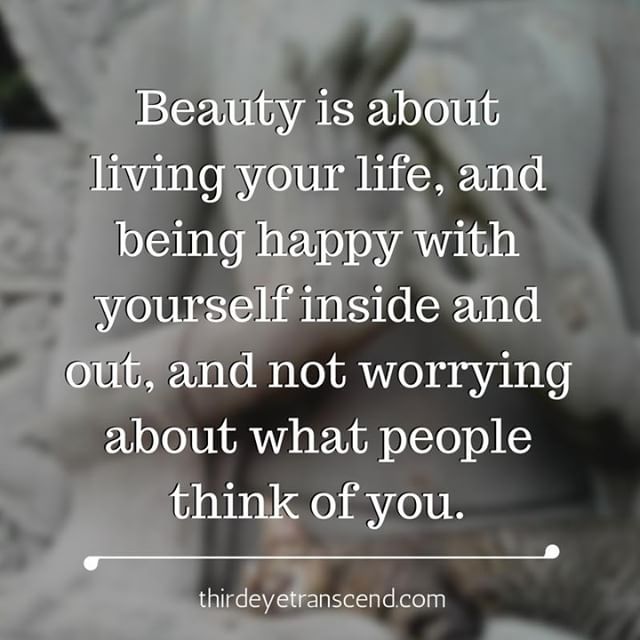 Beauty is about
living your life, and
being happy with
yourself inside and
out, and not worrying
about what people
think of you.
thirdeyetranscend.com